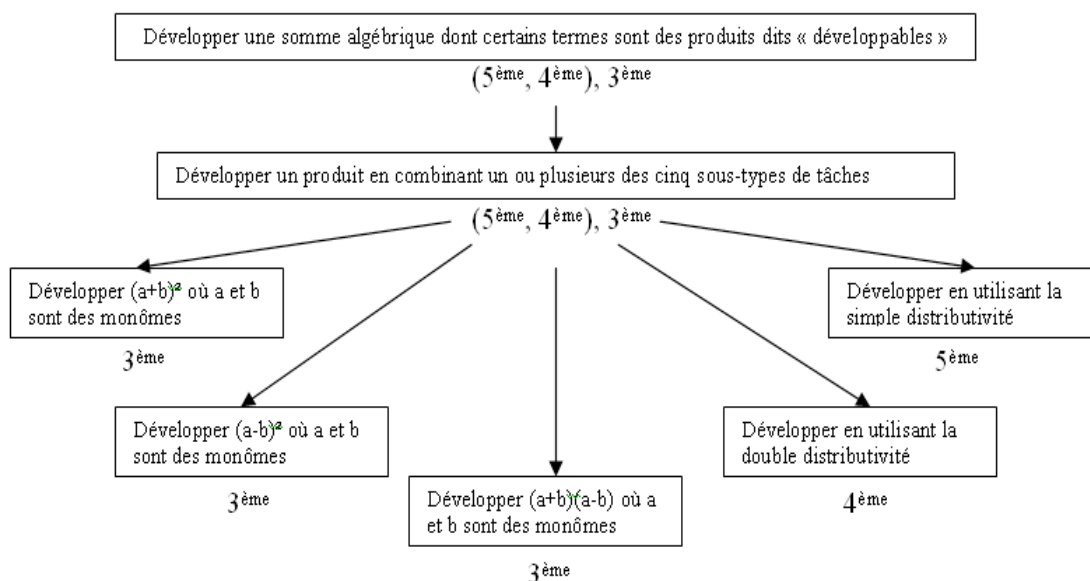 Développer une somme algébrique dont certains termes sont des produits dits « développables »
(5ème, 4ème), 3ème
Développer un produit en combinant un ou plusieurs des cinq sous-types de tâches
(5ème, 4ème), 3ème
Développer (a+b)² où a et b
sont des monômes
3ème
Développer en utilisant la
simple distributivité
5ème
Développer (a-b)² où a et b
sont des monômes
3ème
Développer en utilisant la
double distributivité
4ème
Développer (a+b)(a-b) où a
et b sont des monômes
3ème